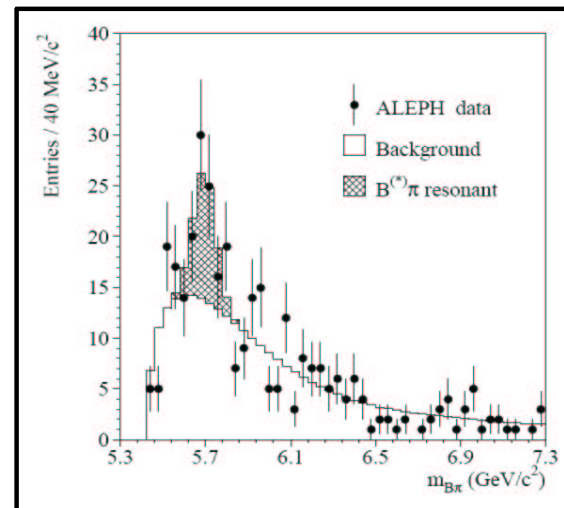 Entries / 40 MeV/c²
40
35
30
25
20
15
10
5
0
ALEPH data
Background
B⁽*⁾π resonant
5.3 5.7 6.1 6.5 6.9 7.3
m_Bπ (GeV/c²)